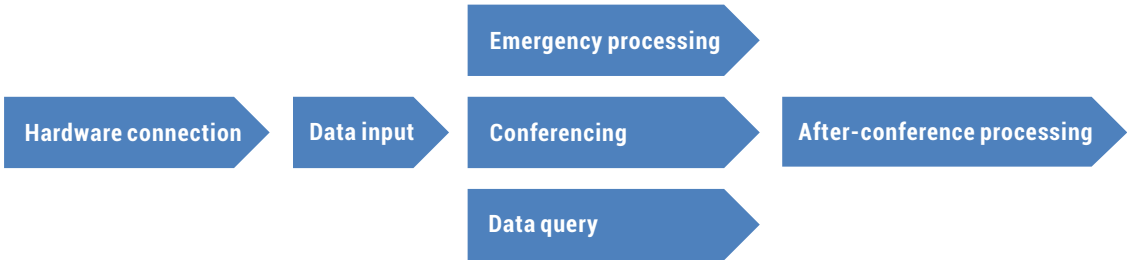 Emergency processing
Hardware connection
Data input
Conferencing
After-conference processing
Data query